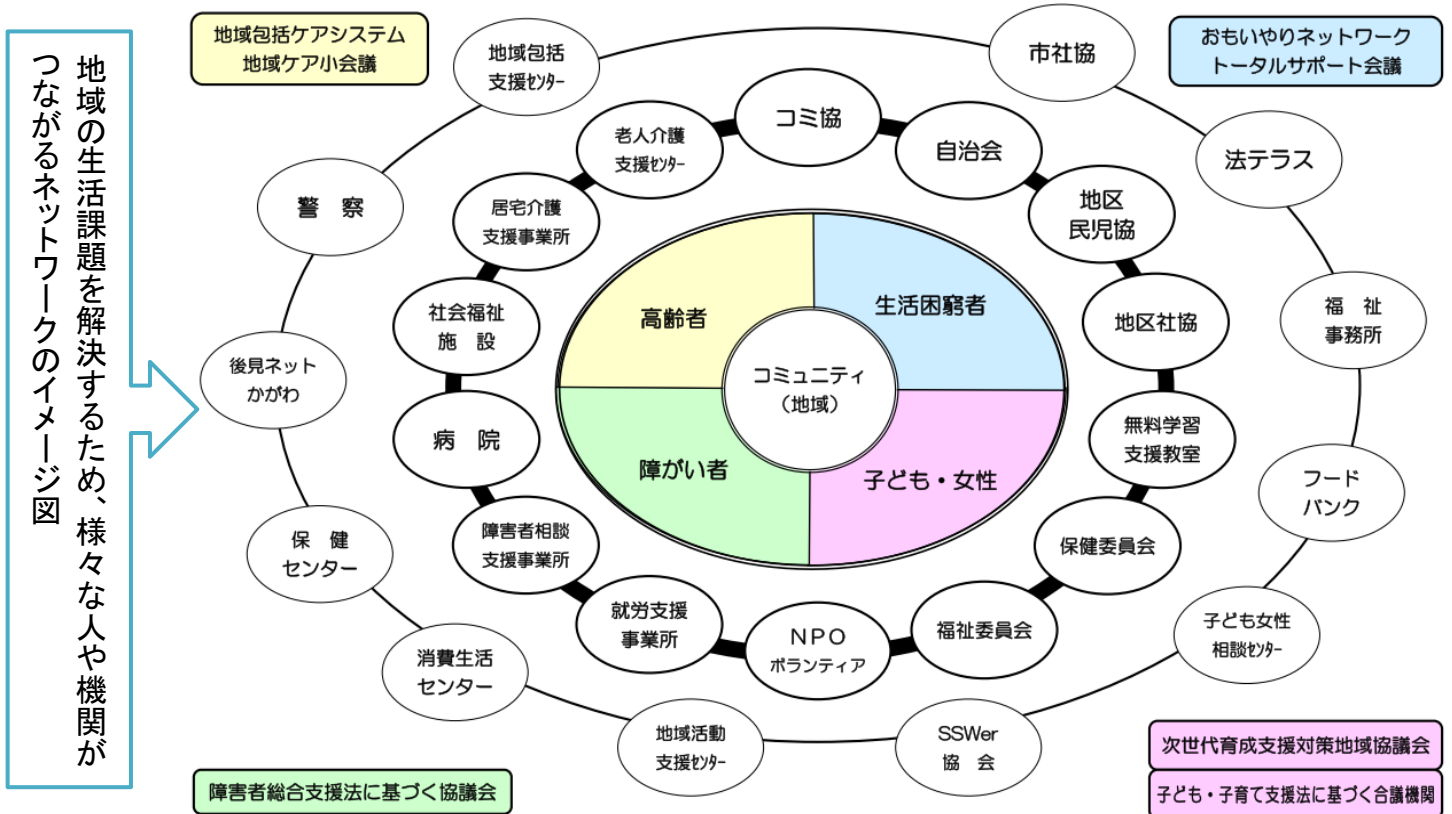 地域の生活課題を解決するため、様々な人や機関が
つながるネットワークのイメージ図
地域包括ケアシステム
地域ケア小会議
おもいやりネットワーク
トータルサポート会議
地域包括
支援ｾﾝﾀｰ
市社協
法テラス
福　祉
事務所
フード
バンク
子ども女性
相談ｾﾝﾀｰ
SSWer
協　会
地域活動
支援ｾﾝﾀｰ
消費生活
センター
保　健
センター
後見ネット
かがわ
警　察
コミ協
自治会
地区
民児協
地区社協
無料学習
支援教室
保健委員会
福祉委員会
ＮＰＯ
ボランティア
就労支援
事業所
障害者相談
支援事業所
病　院
社会福祉
施　設
居宅介護
支援事業所
老人介護
支援ｾﾝﾀｰ
高齢者
生活困窮者
コミュニティ
（地域）
障がい者
子ども・女性
障害者総合支援法に基づく協議会
次世代育成支援対策地域協議会
子ども・子育て支援法に基づく合議機関